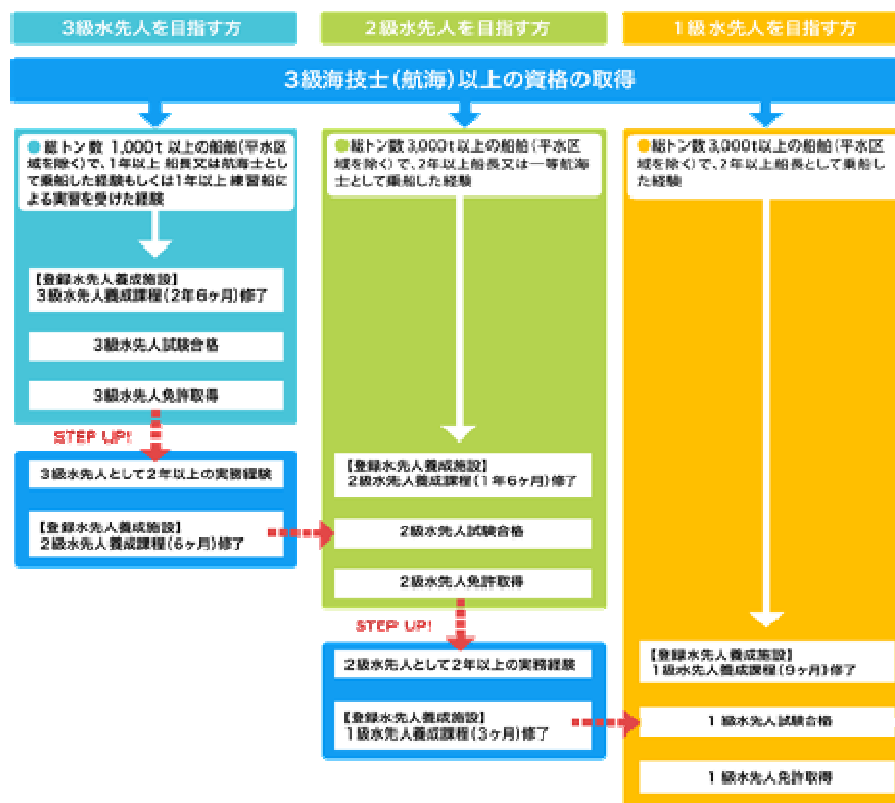 3級水先人を目指す方
2級水先人を目指す方
1級水先人を目指す方
3級海技士(航海)以上の資格の取得
●総トン数 1,000t 以上の船舶(平水区
域を除く)で、1年以上 船長又は航海士とし
て乗船した経験もしくは1年以上 練習船に
よる実習を受けた経験
【登録水先人養成施設】
3級水先人養成課程(2年6ヶ月)修了
3級水先人試験合格
3級水先人免許取得
STEP UP!
3級水先人として2年以上の実務経験
【登録水先人養成施設】
2級水先人養成課程(6ヶ月)修了
●総トン数3,000t以上の船舶(平水区
域を除く)で、2年以上船長又は一等航海
士として乗船した経験
【登録水先人養成施設】
2級水先人養成課程(1年6ヶ月)修了
2級水先人試験合格
2級水先人免許取得
STEP UP!
2級水先人として2年以上の実務経験
【登録水先人養成施設】
1級水先人養成課程(3ヶ月)修了
●総トン数3,000t以上の船舶(平水区
域を除く)で、2年以上船長として乗船し
た経験
【登録水先人養成施設】
1級水先人養成課程(9ヶ月)修了
1級水先人試験合格
1級水先人免許取得